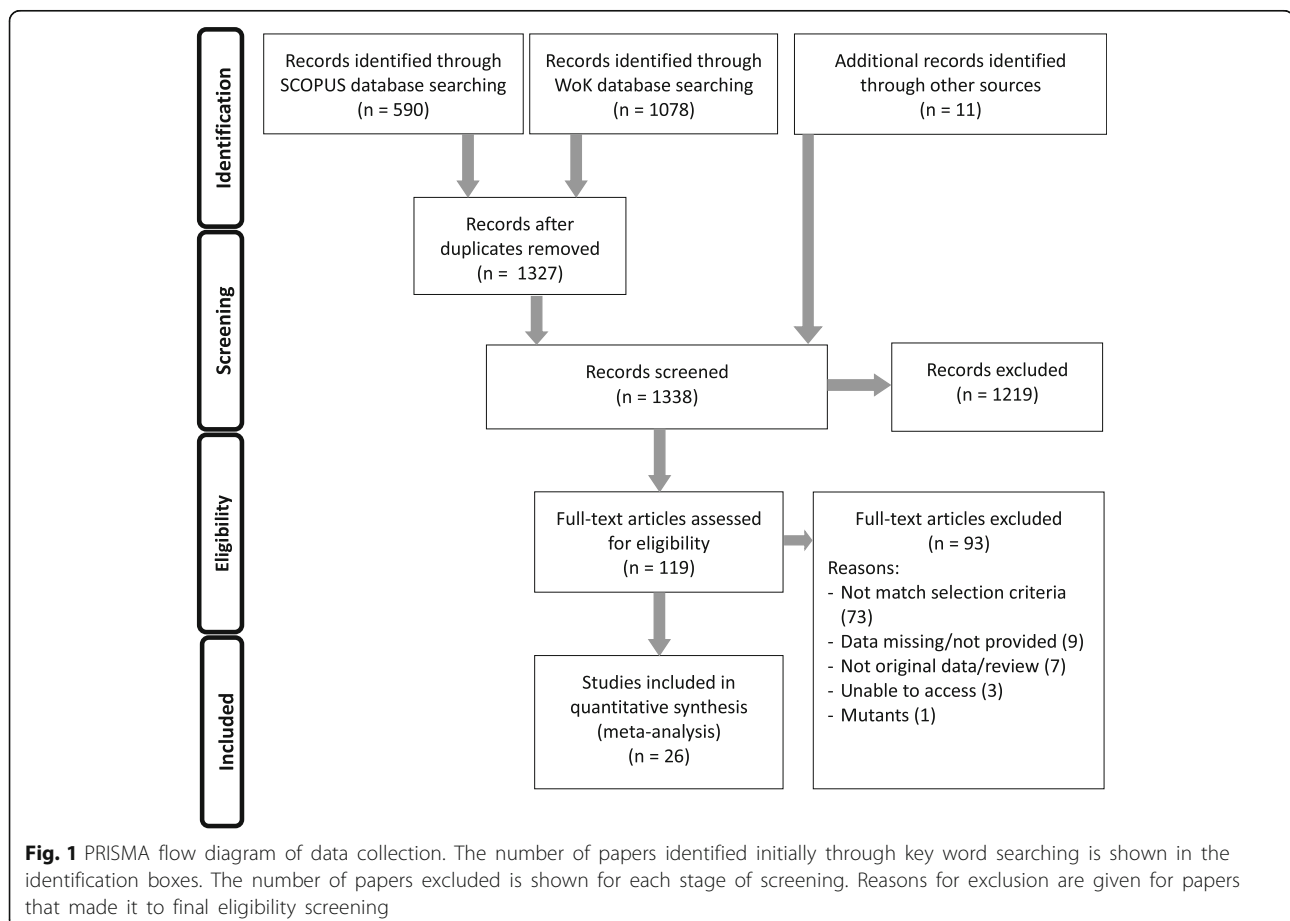 Identification
Records identified through
SCOPUS database searching
(n = 590)
Records identified through
WoK database searching
(n = 1078)
Additional records identified
through other sources
(n = 11)
Records after
duplicates removed
(n =  1327)
Screening
Records screened
(n = 1338)
Records excluded
(n = 1219)
Eligibility
Full-text articles assessed
for eligibility
(n = 119)
Full-text articles excluded
(n = 93)
Reasons:
- Not match selection criteria
(73)
- Data missing/not provided (9)
- Not original data/review (7)
- Unable to access (3)
- Mutants (1)
Included
Studies included in
quantitative synthesis
(meta-analysis)
(n = 26)
Fig. 1 PRISMA flow diagram of data collection. The number of papers identified initially through key word searching is shown in the
identification boxes. The number of papers excluded is shown for each stage of screening. Reasons for exclusion are given for papers
that made it to final eligibility screening